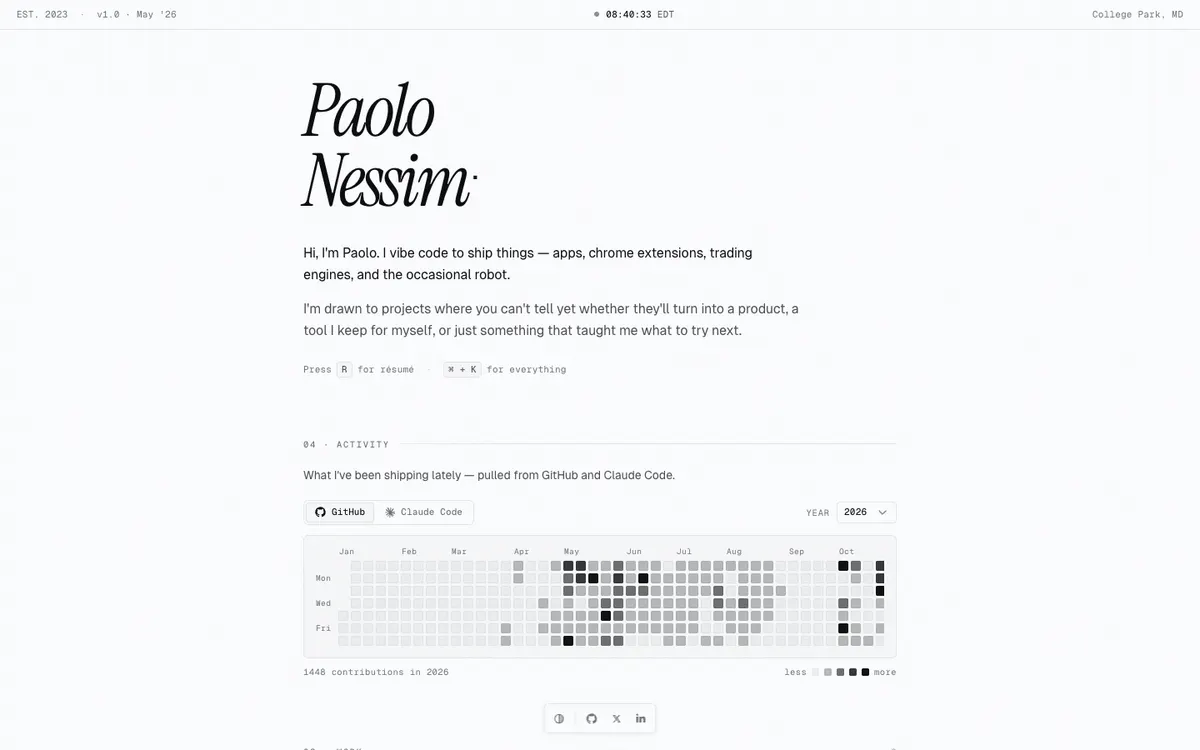 EST. 2023 · v1.0 · May '26
08:40:33 EDT
College Park, MD
Paolo
Nessim.
Hi, I'm Paolo. I vibe code to ship things — apps, chrome extensions, trading
engines, and the occasional robot.
I'm drawn to projects where you can't tell yet whether they'll turn into a product, a
tool I keep for myself, or just something that taught me what to try next.
Press R for résumé · ⌘ + K for everything
04 · ACTIVITY
What I've been shipping lately — pulled from GitHub and Claude Code.
GitHub Claude Code
YEAR 2026
Jan Feb Mar Apr May Jun Jul Aug Sep Oct
Mon
Wed
Fri
1448 contributions in 2026
less more